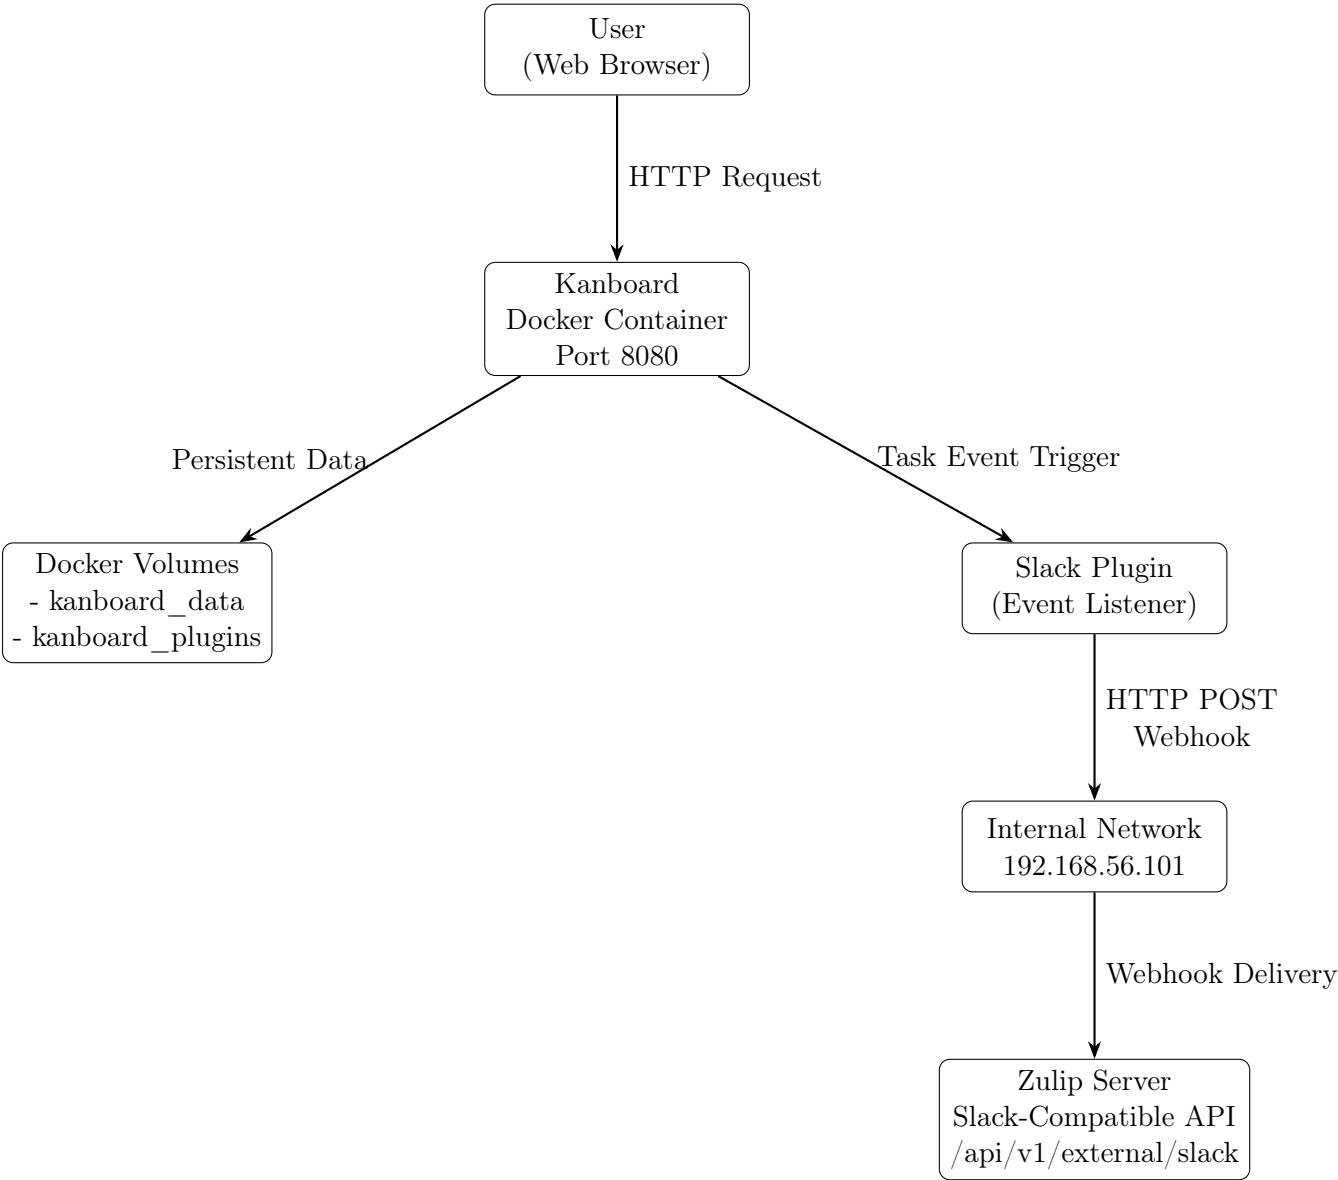 User
(Web Browser)
HTTP Request
Kanboard
Docker Container
Port 8080
Persistent Data
Task Event Trigger
Docker Volumes
- kanboard_data
- kanboard_plugins
Slack Plugin
(Event Listener)
HTTP POST
Webhook
Internal Network
192.168.56.101
Webhook Delivery
Zulip Server
Slack-Compatible API
/api/v1/external/slack